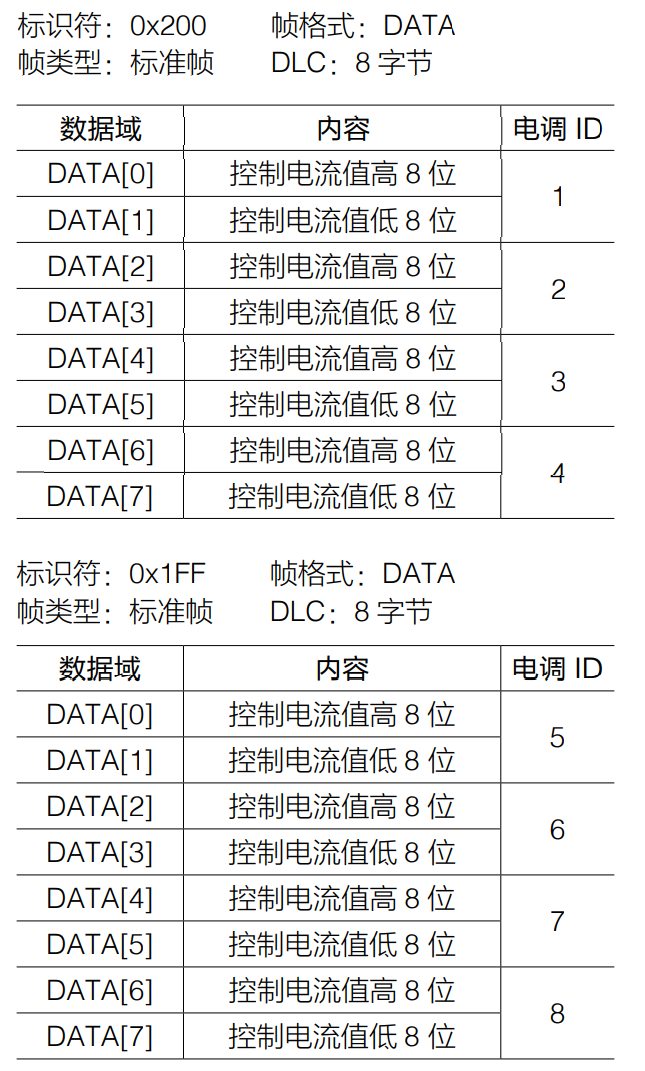 标识符：0x200 帧格式：DATA
帧类型：标准帧 DLC：8 字节
数据域 内容 电调 ID
DATA[0] 控制电流值高 8 位 1
DATA[1] 控制电流值低 8 位
DATA[2] 控制电流值高 8 位 2
DATA[3] 控制电流值低 8 位
DATA[4] 控制电流值高 8 位 3
DATA[5] 控制电流值低 8 位
DATA[6] 控制电流值高 8 位 4
DATA[7] 控制电流值低 8 位
标识符：0x1FF 帧格式：DATA
帧类型：标准帧 DLC：8 字节
数据域 内容 电调 ID
DATA[0] 控制电流值高 8 位 5
DATA[1] 控制电流值低 8 位
DATA[2] 控制电流值高 8 位 6
DATA[3] 控制电流值低 8 位
DATA[4] 控制电流值高 8 位 7
DATA[5] 控制电流值低 8 位
DATA[6] 控制电流值高 8 位 8
DATA[7] 控制电流值低 8 位